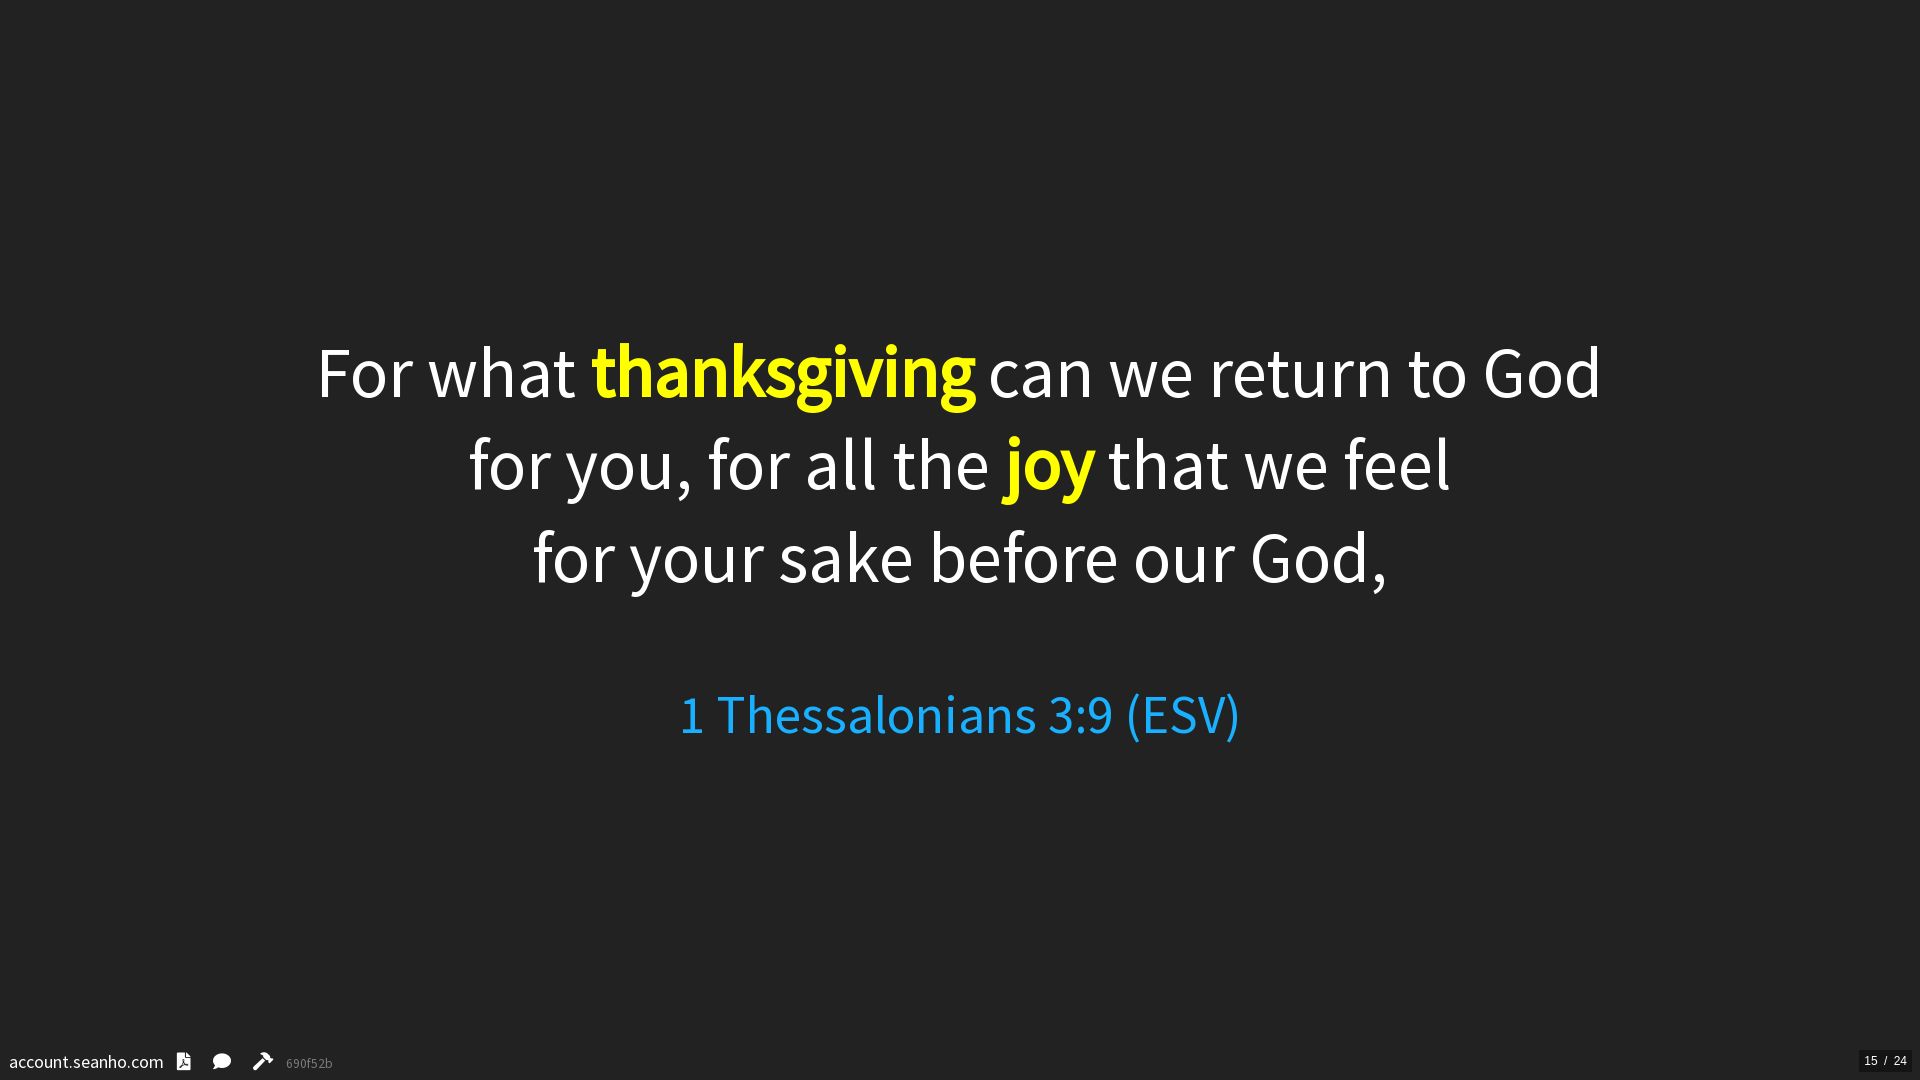 For what thanksgiving can we return to God
for you, for all the joy that we feel
for your sake before our God,
1 Thessalonians 3:9 (ESV)
account.seanho.com 690f52b
15 / 24